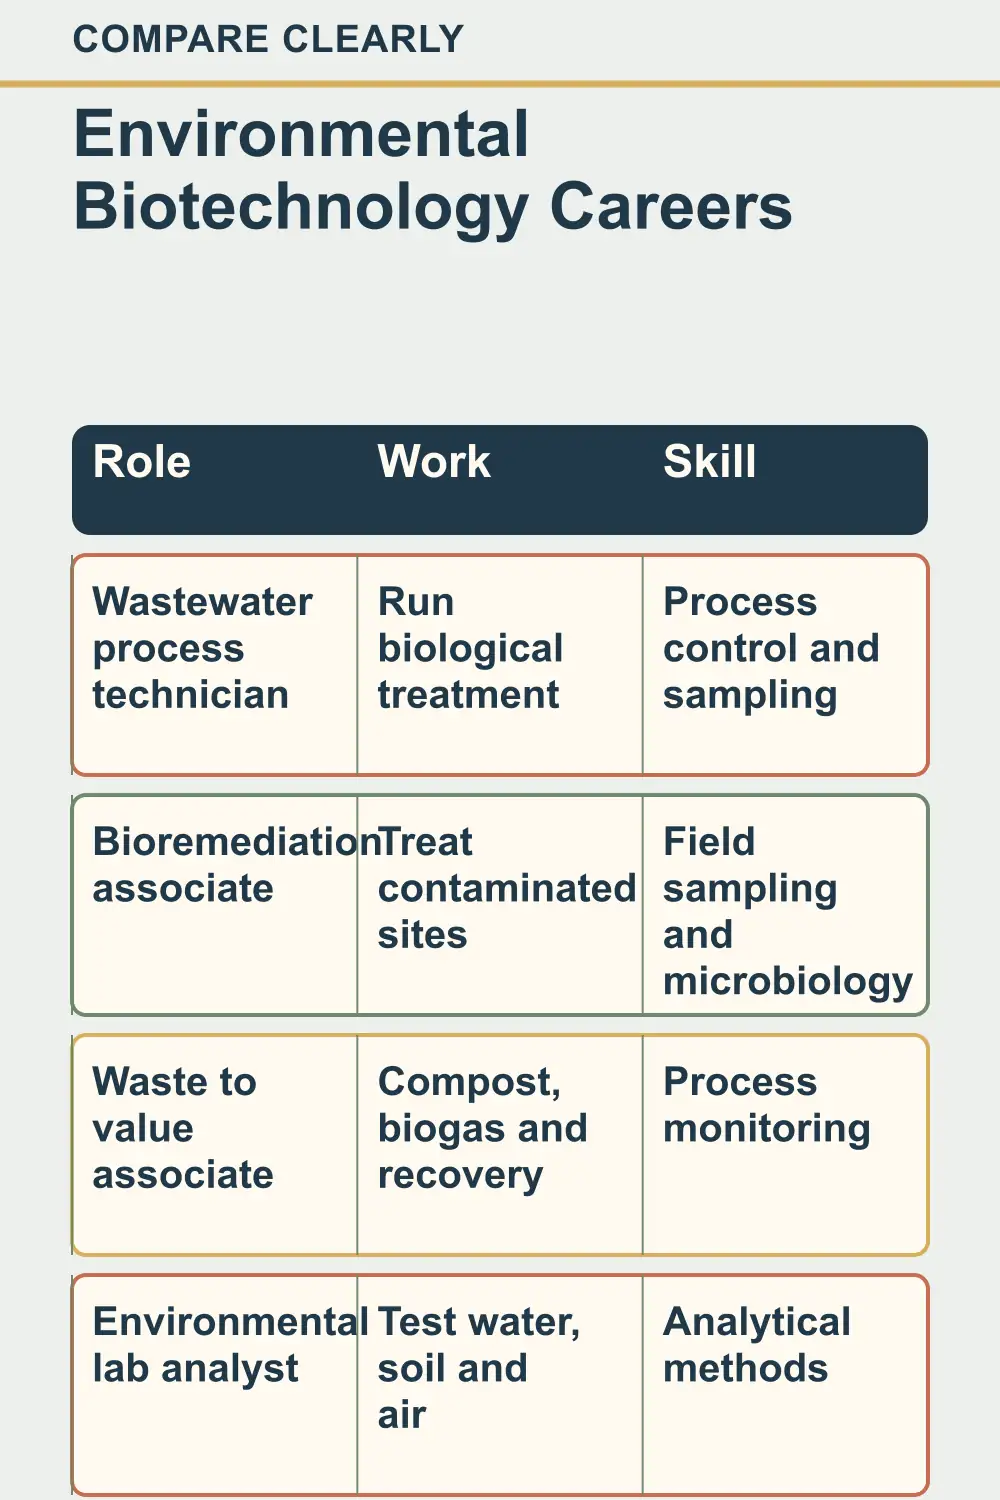 COMPARE CLEARLY
Environmental
Biotechnology Careers
Role
Work
Skill
Wastewater
process
technician
Run
biological
treatment
Process
control and
sampling
Bioremediation
associate
Treat
contaminated
sites
Field
sampling
and
microbiology
Waste to
value
associate
Compost,
biogas and
recovery
Process
monitoring
Environmental
lab analyst
Test water,
soil and
air
Analytical
methods